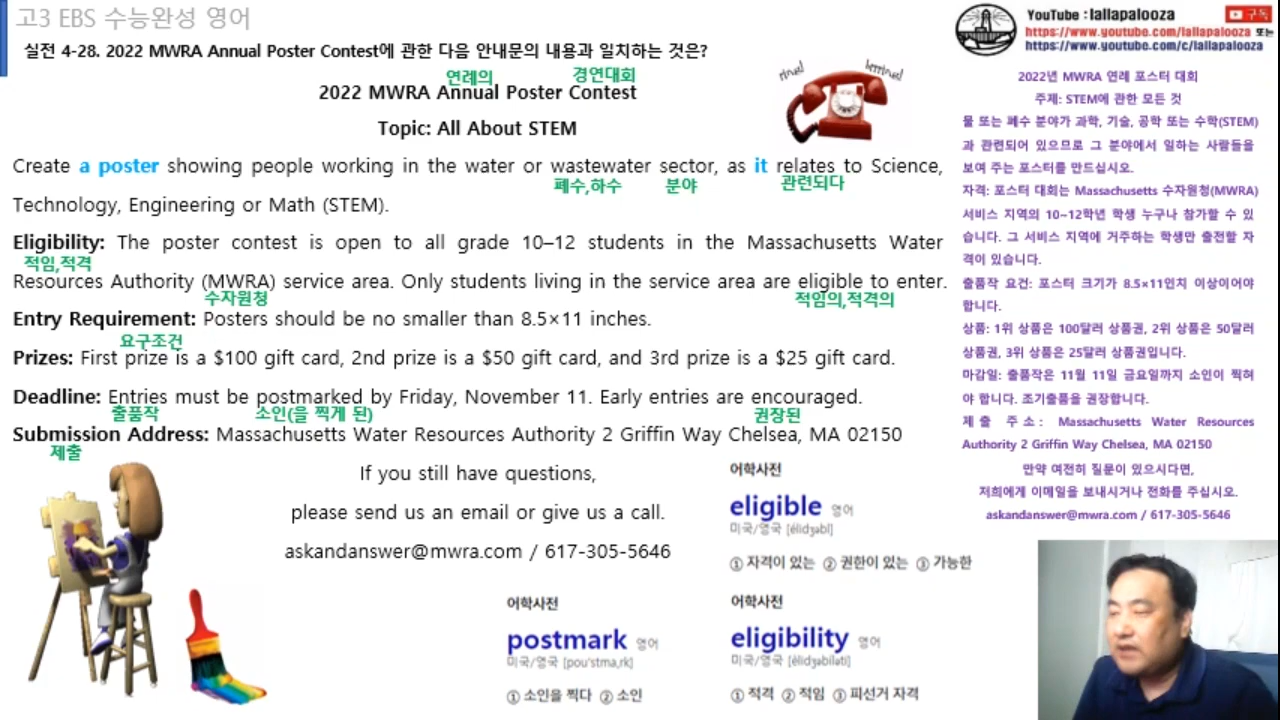 고3 EBS 수능완성 영어
실전 4-28. 2022 MWRA Annual Poster Contest에 관한 다음 안내문의 내용과 일치하는 것은?
연례의
경연대회
2022 MWRA Annual Poster Contest
Topic: All About STEM
Create a poster showing people working in the water or wastewater sector, as it relates to Science,
폐수,하수
분야
관련되다
Technology, Engineering or Math (STEM).
Eligibility: The poster contest is open to all grade 10–12 students in the Massachusetts Water
적임,적격
Resources Authority (MWRA) service area. Only students living in the service area are eligible to enter.
수자원청
적임의,적격의
Entry Requirement: Posters should be no smaller than 8.5×11 inches.
요구조건
Prizes: First prize is a $100 gift card, 2nd prize is a $50 gift card, and 3rd prize is a $25 gift card.
Deadline: Entries must be postmarked by Friday, November 11. Early entries are encouraged.
출품작
소인(을 찍게 된)
권장된
Submission Address: Massachusetts Water Resources Authority 2 Griffin Way Chelsea, MA 02150
제출
If you still have questions,
please send us an email or give us a call.
askandanswer@mwra.com / 617-305-5646
어학사전
eligible 영어
미국/영국 [élidʒəbl]
① 자격이 있는 ② 권한이 있는 ③ 가능한
어학사전
postmark 영어
미국/영국 [pou'stma,rk]
① 소인을 찍다 ② 소인
어학사전
eligibility 영어
미국/영국 [èlidʒəbíləti]
① 적격 ② 적임 ③ 피선거 자격
YouTube : lallapalooza
구독
https://www.youtube.com/lallapalooza 또는
https://www.youtube.com/c/lallapalooza
2022년 MWRA 연례 포스터 대회
주제: STEM에 관한 모든 것
물 또는 폐수 분야가 과학, 기술, 공학 또는 수학(STEM)
과 관련되어 있으므로 그 분야에서 일하는 사람들을
보여 주는 포스터를 만드십시오.
자격: 포스터 대회는 Massachusetts 수자원청(MWRA)
서비스 지역의 10~12학년 학생 누구나 참가할 수 있
습니다. 그 서비스 지역에 거주하는 학생만 출전할 자
격이 있습니다.
출품작 요건: 포스터 크기가 8.5×11인치 이상이어야
합니다.
상품: 1위 상품은 100달러 상품권, 2위 상품은 50달러
상품권, 3위 상품은 25달러 상품권입니다.
마감일: 출품작은 11월 11일 금요일까지 소인이 찍혀
야 합니다. 조기출품을 권장합니다.
제출 주소: Massachusetts Water Resources
Authority 2 Griffin Way Chelsea, MA 02150
만약 여전히 질문이 있으시다면,
저희에게 이메일을 보내시거나 전화를 주십시오.
askandanswer@mwra.com / 617-305-5646